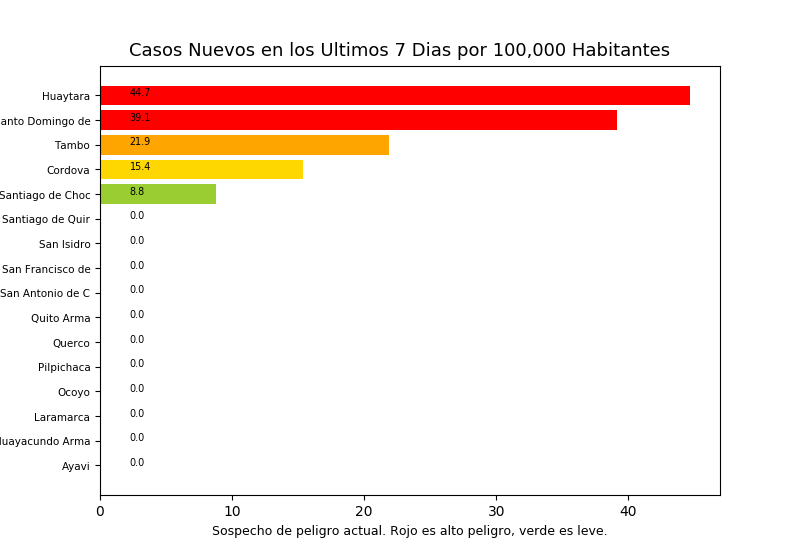 Casos Nuevos en los Ultimos 7 Dias por 100,000 Habitantes
Huaytara 44.7
anto Domingo de 39.1
Tambo 21.9
Cordova 15.4
Santiago de Choc 8.8
Santiago de Quir 0.0
San Isidro 0.0
San Francisco de 0.0
San Antonio de C 0.0
Quito Arma 0.0
Querco 0.0
Pilpichaca 0.0
Ocoyo 0.0
Laramarca 0.0
uayacundo Arma 0.0
Ayavi 0.0
0 10 20 30 40
Sospecho de peligro actual. Rojo es alto peligro, verde es leve.